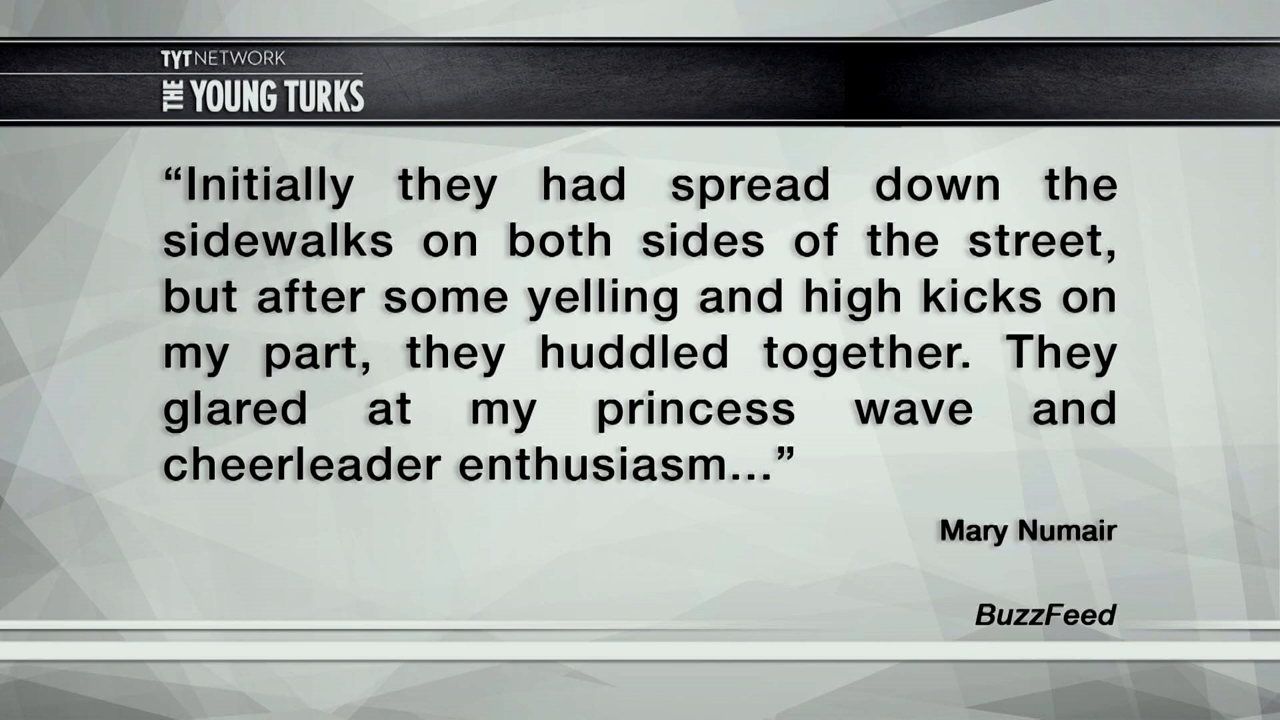 TYT NETWORK
THE YOUNG TURKS
“Initially they had spread down the
sidewalks on both sides of the street,
but after some yelling and high kicks on
my part, they huddled together. They
glared at my princess wave and
cheerleader enthusiasm...”
Mary Numair
BuzzFeed